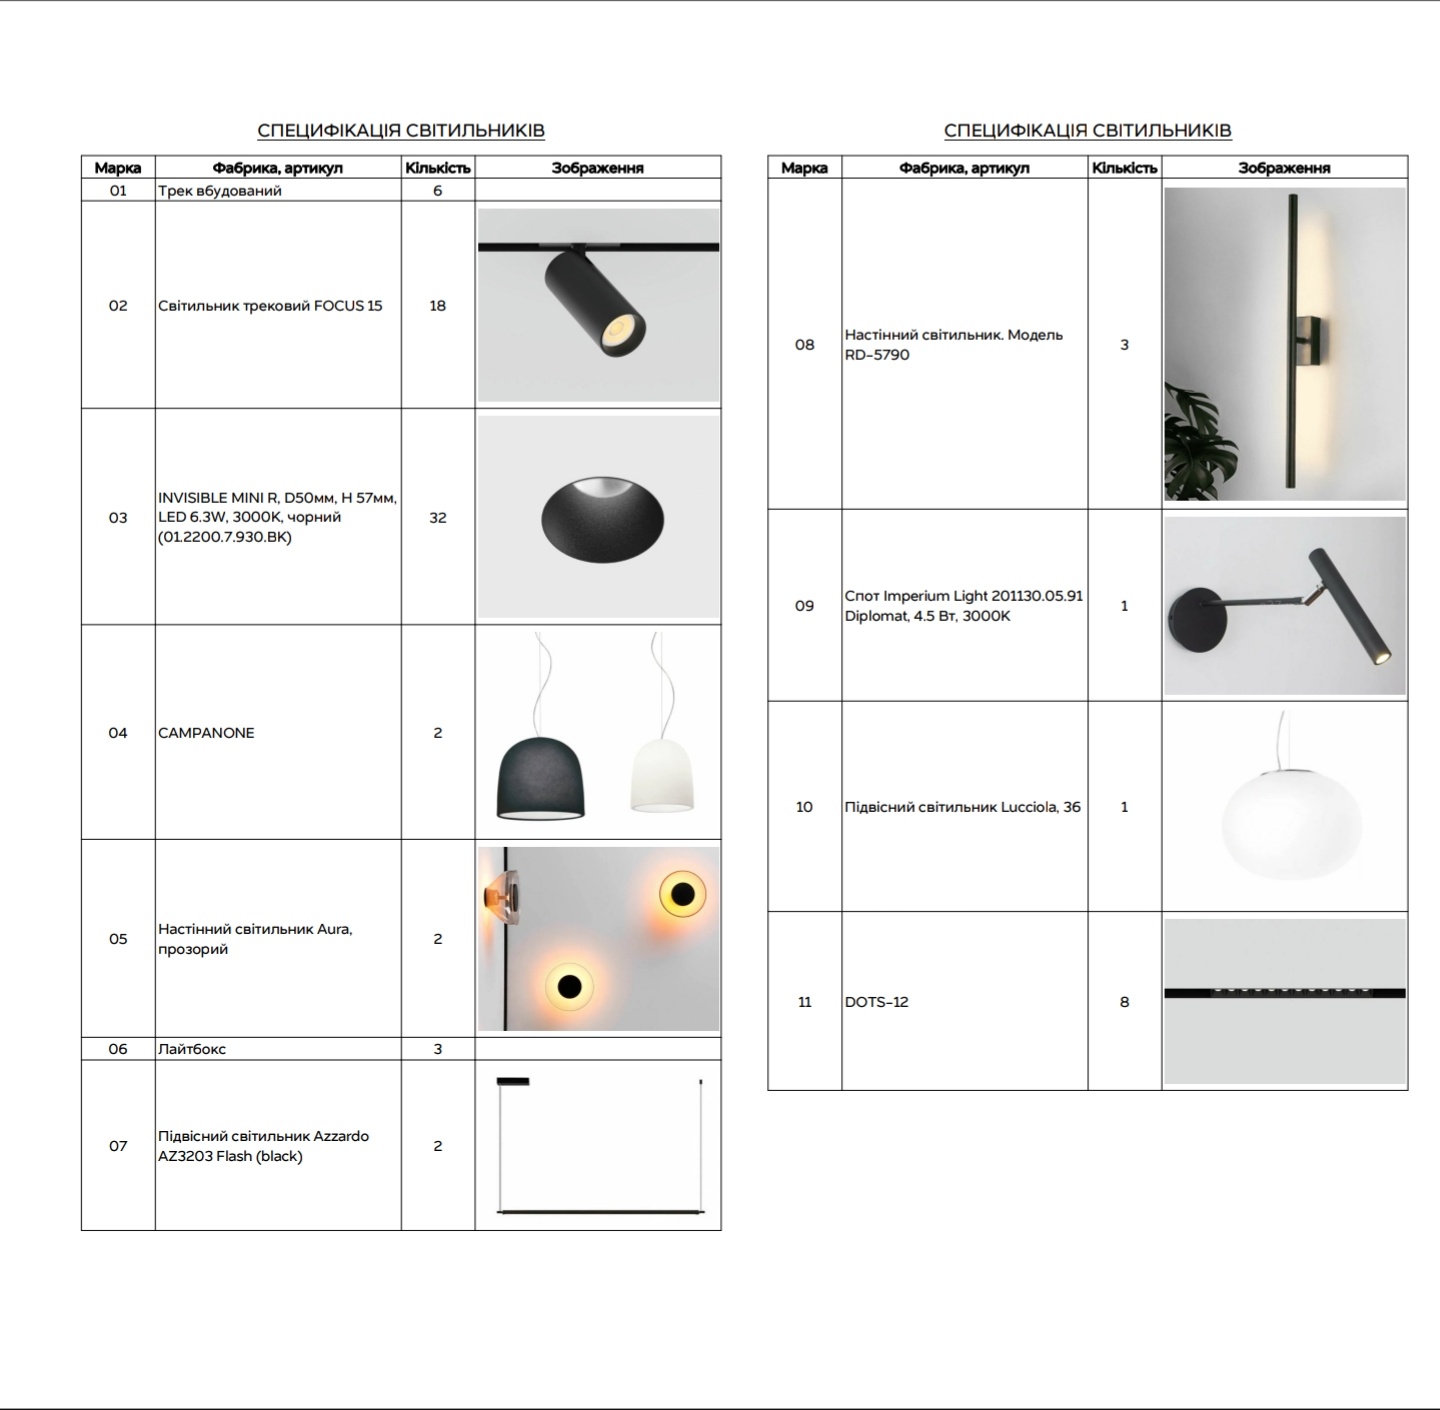 СПЕЦИФІКАЦІЯ СВІТИЛЬНИКІВ
Марка Фабрика, артикул Кількість Зображення
01 Трек вбудований 6
02 Світильник трековий FOCUS 15 18
INVISIBLE MINI R, D50мм, H 57мм,
03 LED 6.3W, 3000K, чорний 32
(01.2200.7.930.BK)
04 CAMPANONE 2
Настінний світильник Aura,
05 2
прозорий
06 Лайтбокс 3
Підвісний світильник Azzardo
07 2
AZ3203 Flash (black)
СПЕЦИФІКАЦІЯ СВІТИЛЬНИКІВ
Марка Фабрика, артикул Кількість Зображення
Настінний світильник. Модель
08 3
RD-5790
Спот Imperium Light 201130.05.91
09 1
Diplomat, 4.5 Вт, 3000K
10 Підвісний світильник Lucciola, 36 1
11 DOTS-12 8